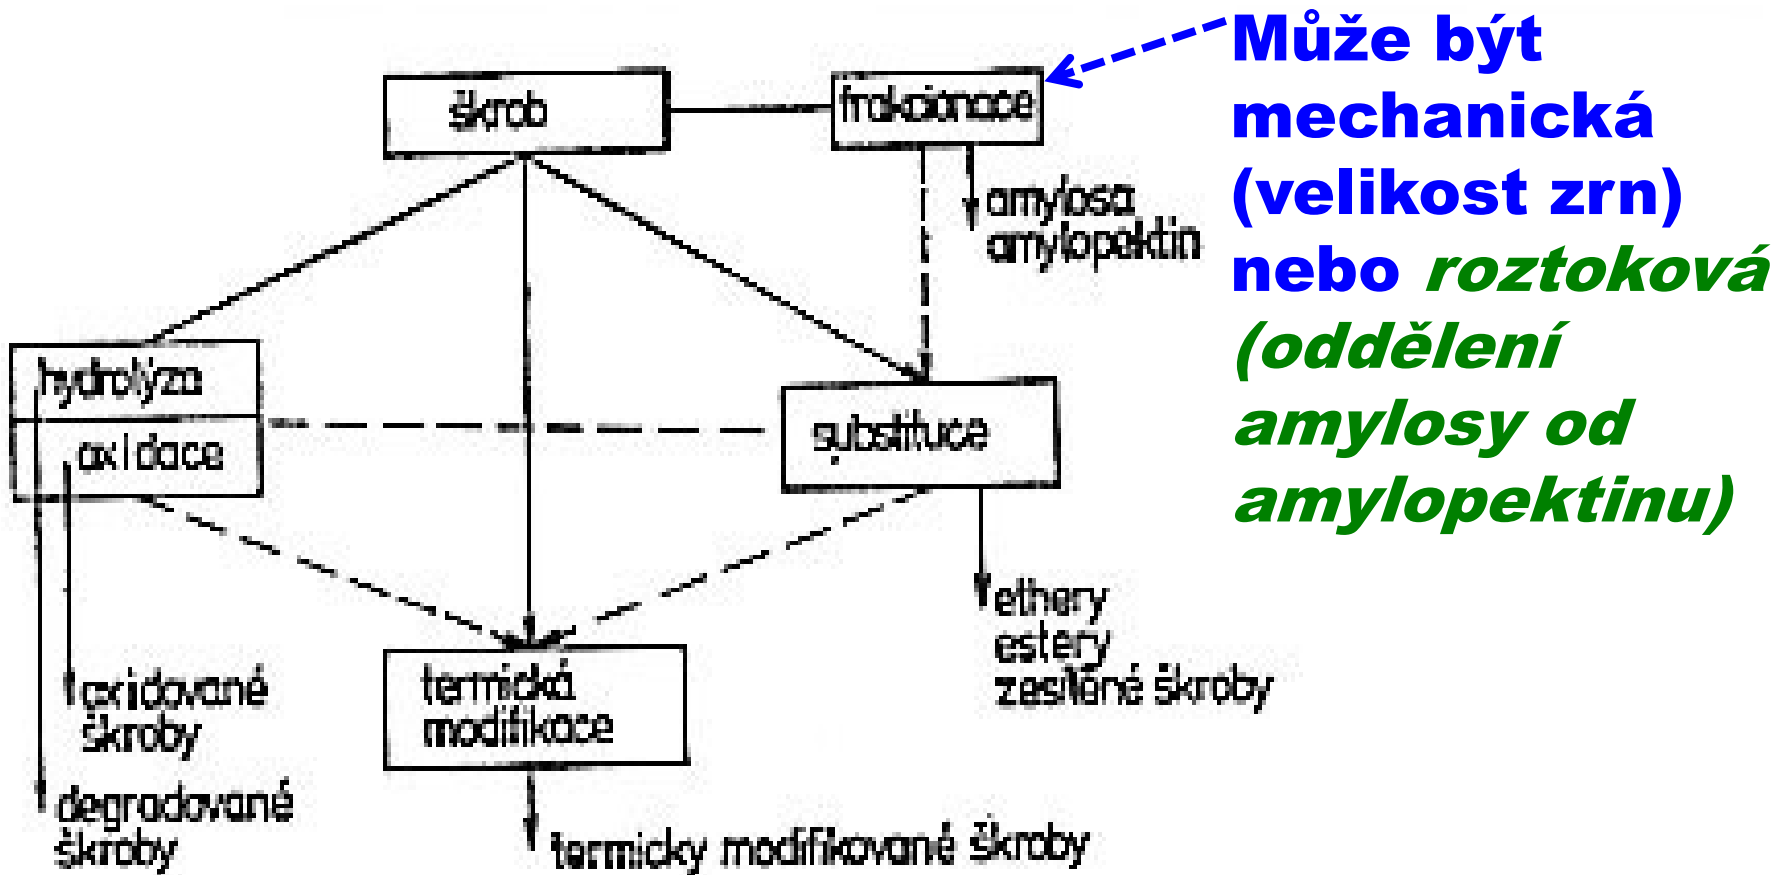 škrob
frakcionace
amylosa
amylopektin
Může být
mechanická
(velikost zrn)
nebo roztoková
(oddělení
amylosy od
amylopektinu)
hydrolýza
oxidace
substituce
ethery
estery
zesítěné škroby
termická
modifikace
oxidované
škroby
degradované
škroby
termicky modifikované škroby